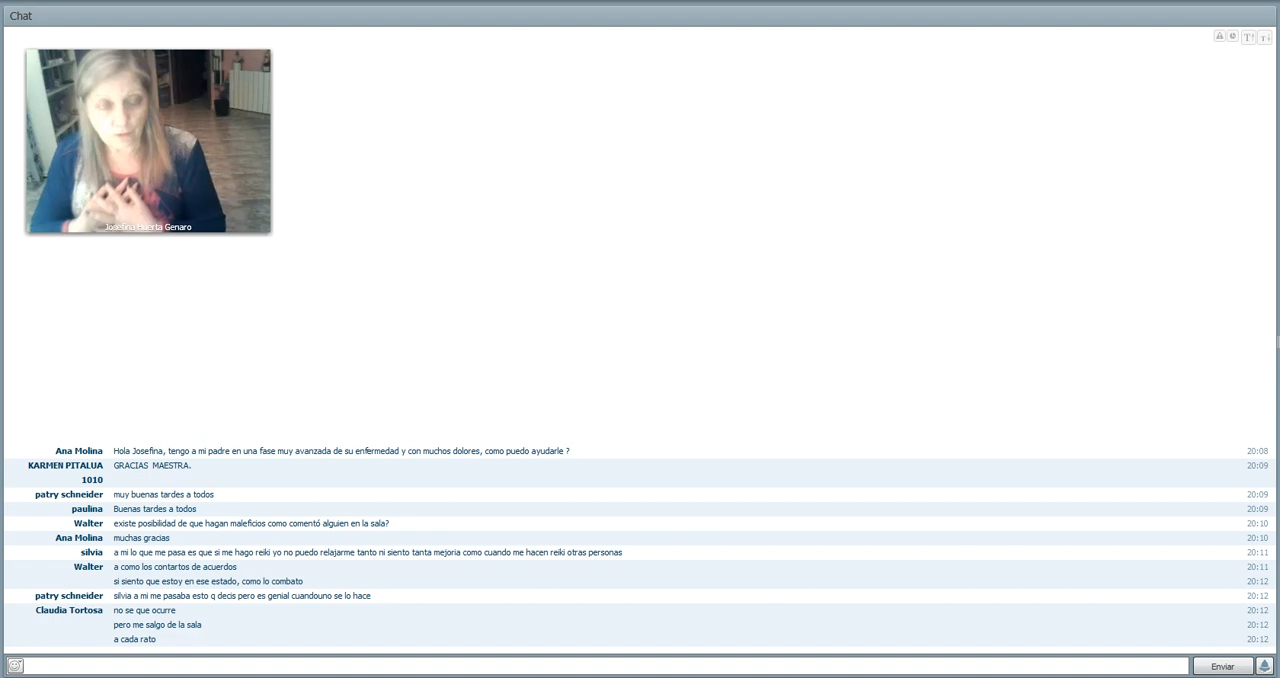 Chat
Josefina Huerta Genaro
Ana Molina Hola Josefina, tengo a mi padre en una fase muy avanzada de su enfermedad y con muchos dolores, como puedo ayudarle ? 20:08
KARMEN PITALUA GRACIAS MAESTRA. 20:09
1010
patry schneider muy buenas tardes a todos 20:09
paulina Buenas tardes a todos 20:09
Walter existe posibilidad de que hagan maleficios como comentó alguien en la sala? 20:10
Ana Molina muchas gracias 20:10
silvia a mi lo que me pasa es que si me hago reiki yo no puedo relajarme tanto ni siento tanta mejoria como cuando me hacen reiki otras personas 20:11
Walter a como los contartos de acuerdos 20:11
si siento que estoy en ese estado, como lo combato 20:12
patry schneider silvia a mi me pasaba esto q decis pero es genial cuandouno se lo hace 20:12
Claudia Tortosa no se que ocurre 20:12
pero me salgo de la sala 20:12
a cada rato 20:12
Enviar